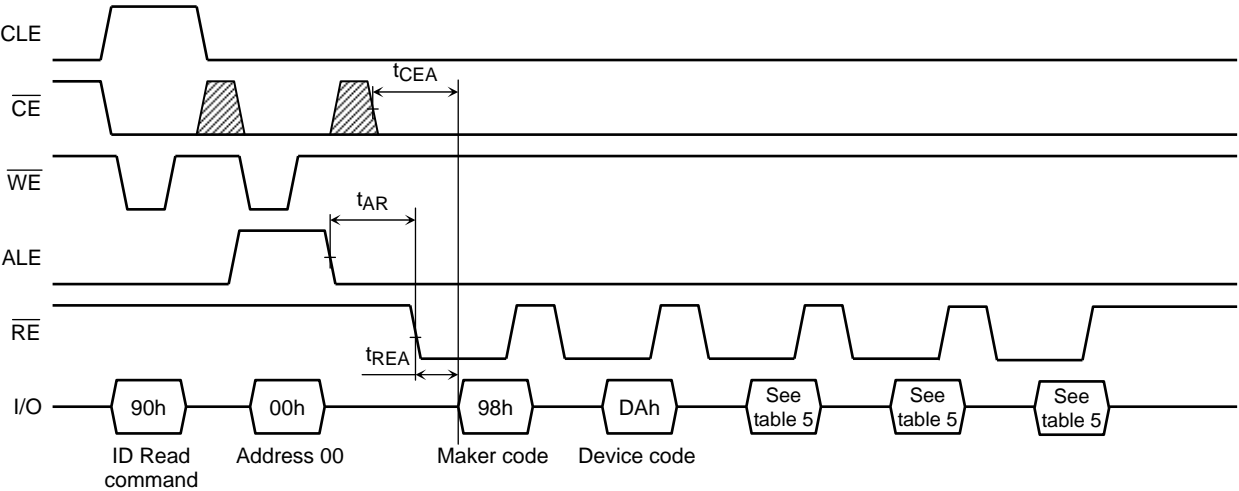 CLE
tCEA
CE
WE
tAR
ALE
RE
tREA
I/O
90h
00h
98h
DAh
See
table 5
See
table 5
See
table 5
ID Read
command
Address 00
Maker code
Device code